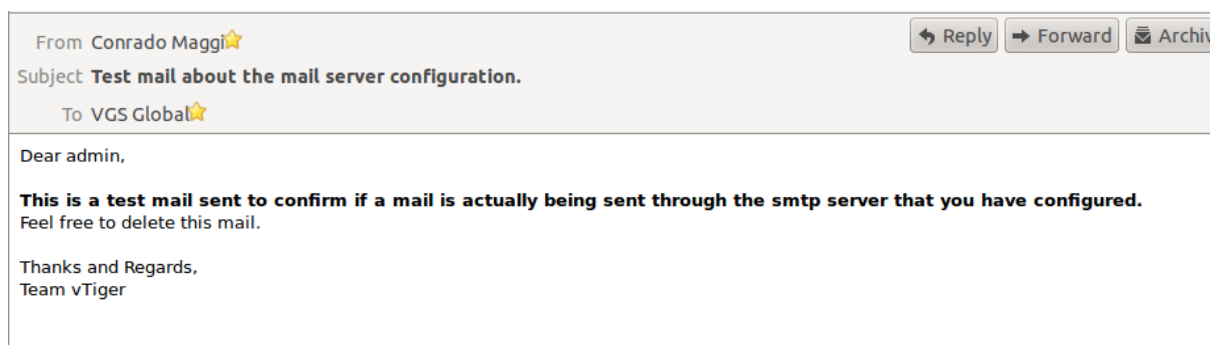 From Conrado Maggi
Reply
Forward
Archiv
Subject Test mail about the mail server configuration.
To VGS Global
Dear admin,
This is a test mail sent to confirm if a mail is actually being sent through the smtp server that you have configured.
Feel free to delete this mail.
Thanks and Regards,
Team vTiger